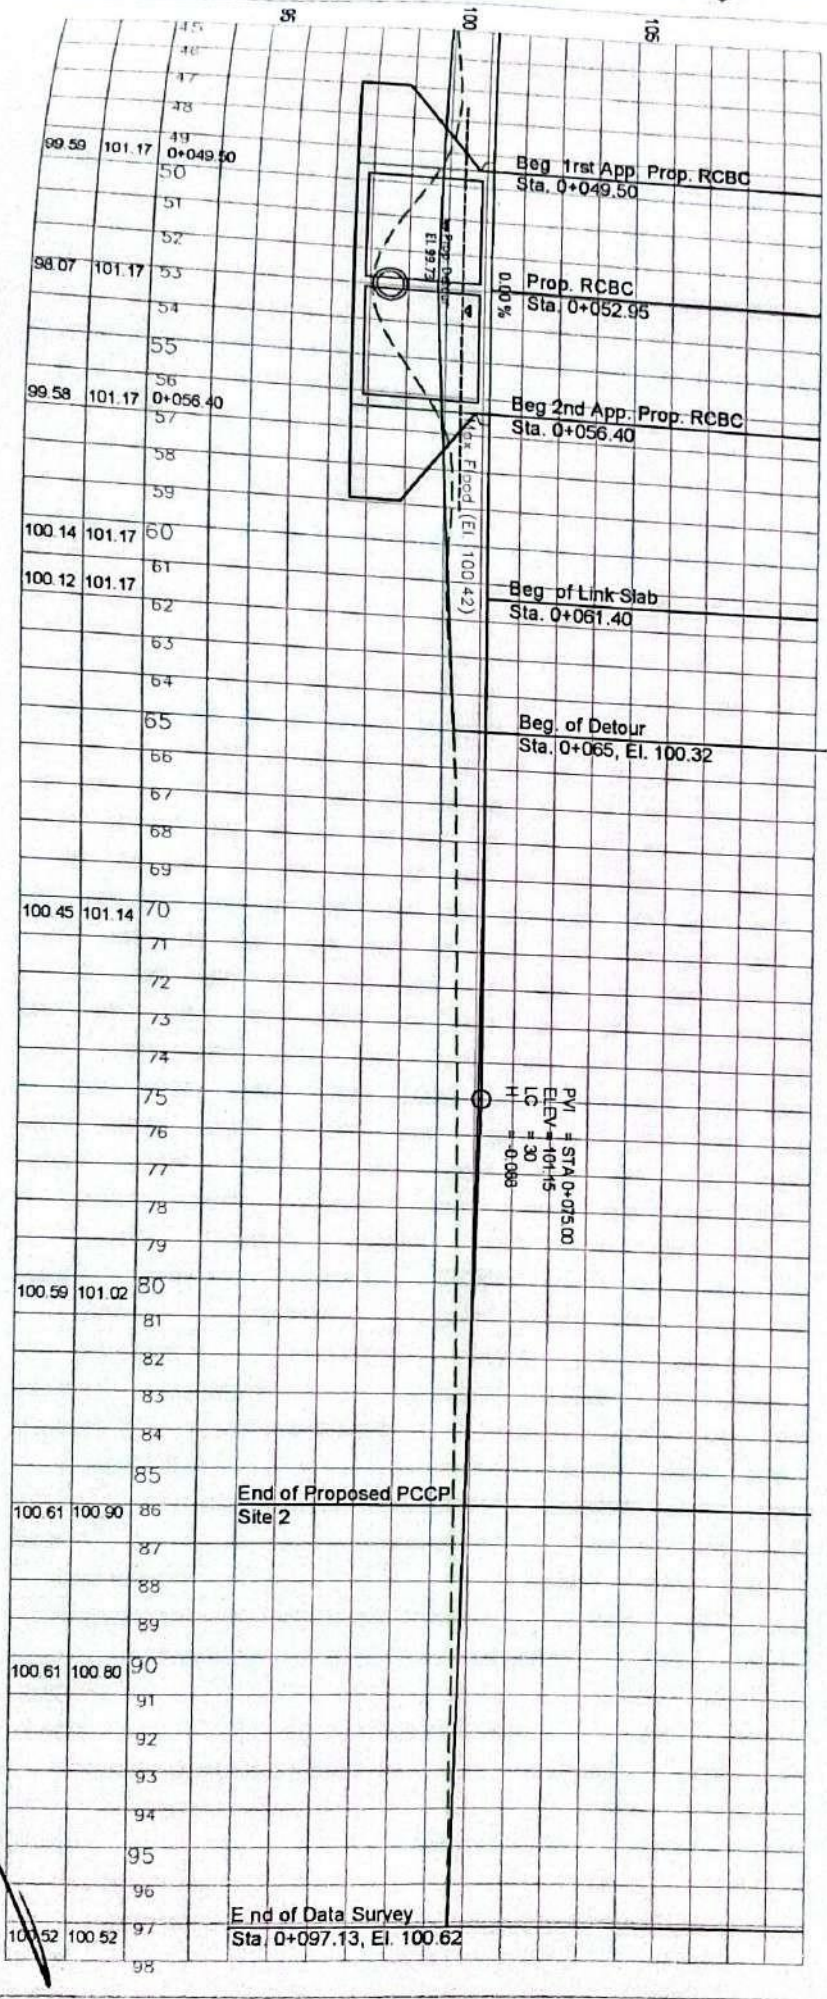 95
100
105
45
46
47
48
49
99.59 101.17 0+049.50
50
51
52
98.07 101.17 53
54
55
56
99.58 101.17 0+056.40
57
58
59
100.14 101.17 60
61
100.12 101.17
62
63
64
65
66
67
68
69
100.45 101.14 70
71
72
73
74
75
76
77
78
79
100.59 101.02 80
81
82
83
84
85
100.61 100.90 86
87
88
89
100.61 100.80 90
91
92
93
94
95
96
100.52 100.52 97
98
Beg 1rst App. Prop. RCBC
Sta. 0+049.50
Prop. Detour
El. 99.73
0.00 %
Prop. RCBC
Sta. 0+052.95
Beg 2nd App. Prop. RCBC
Sta. 0+056.40
Max. Flood (El. 100.42)
Beg. of Link Slab
Sta. 0+061.40
Beg. of Detour
Sta. 0+065, El. 100.32
PVI = STA 0+075.00
ELEV = 101.15
LC = 30
H = -0.088
End of Proposed PCCP
Site 2
End of Data Survey
Sta. 0+097.13, El. 100.62